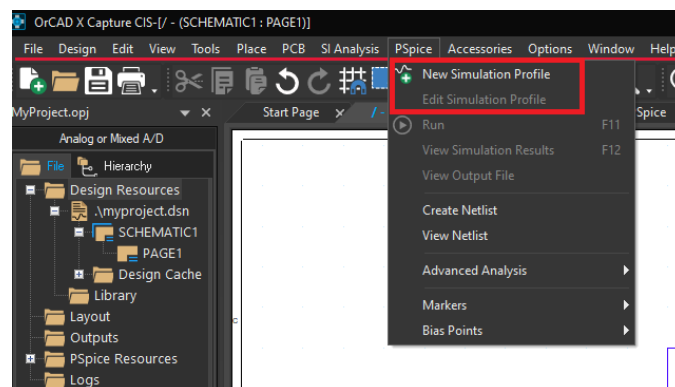 OrCAD X Capture CIS-[/ - (SCHEMATIC1 : PAGE1)]
File Design Edit View Tools Place PCB SI Analysis PSpice Accessories Options Window Help
MyProject.opj
Start Page
/ -
Spice
Analog or Mixed A/D
File Hierarchy
Design Resources
.\myproject.dsn
SCHEMATIC1
PAGE1
Design Cache
Library
Layout
Outputs
PSpice Resources
Logs
New Simulation Profile
Edit Simulation Profile
Run F11
View Simulation Results F12
View Output File
Create Netlist
View Netlist
Advanced Analysis
Markers
Bias Points